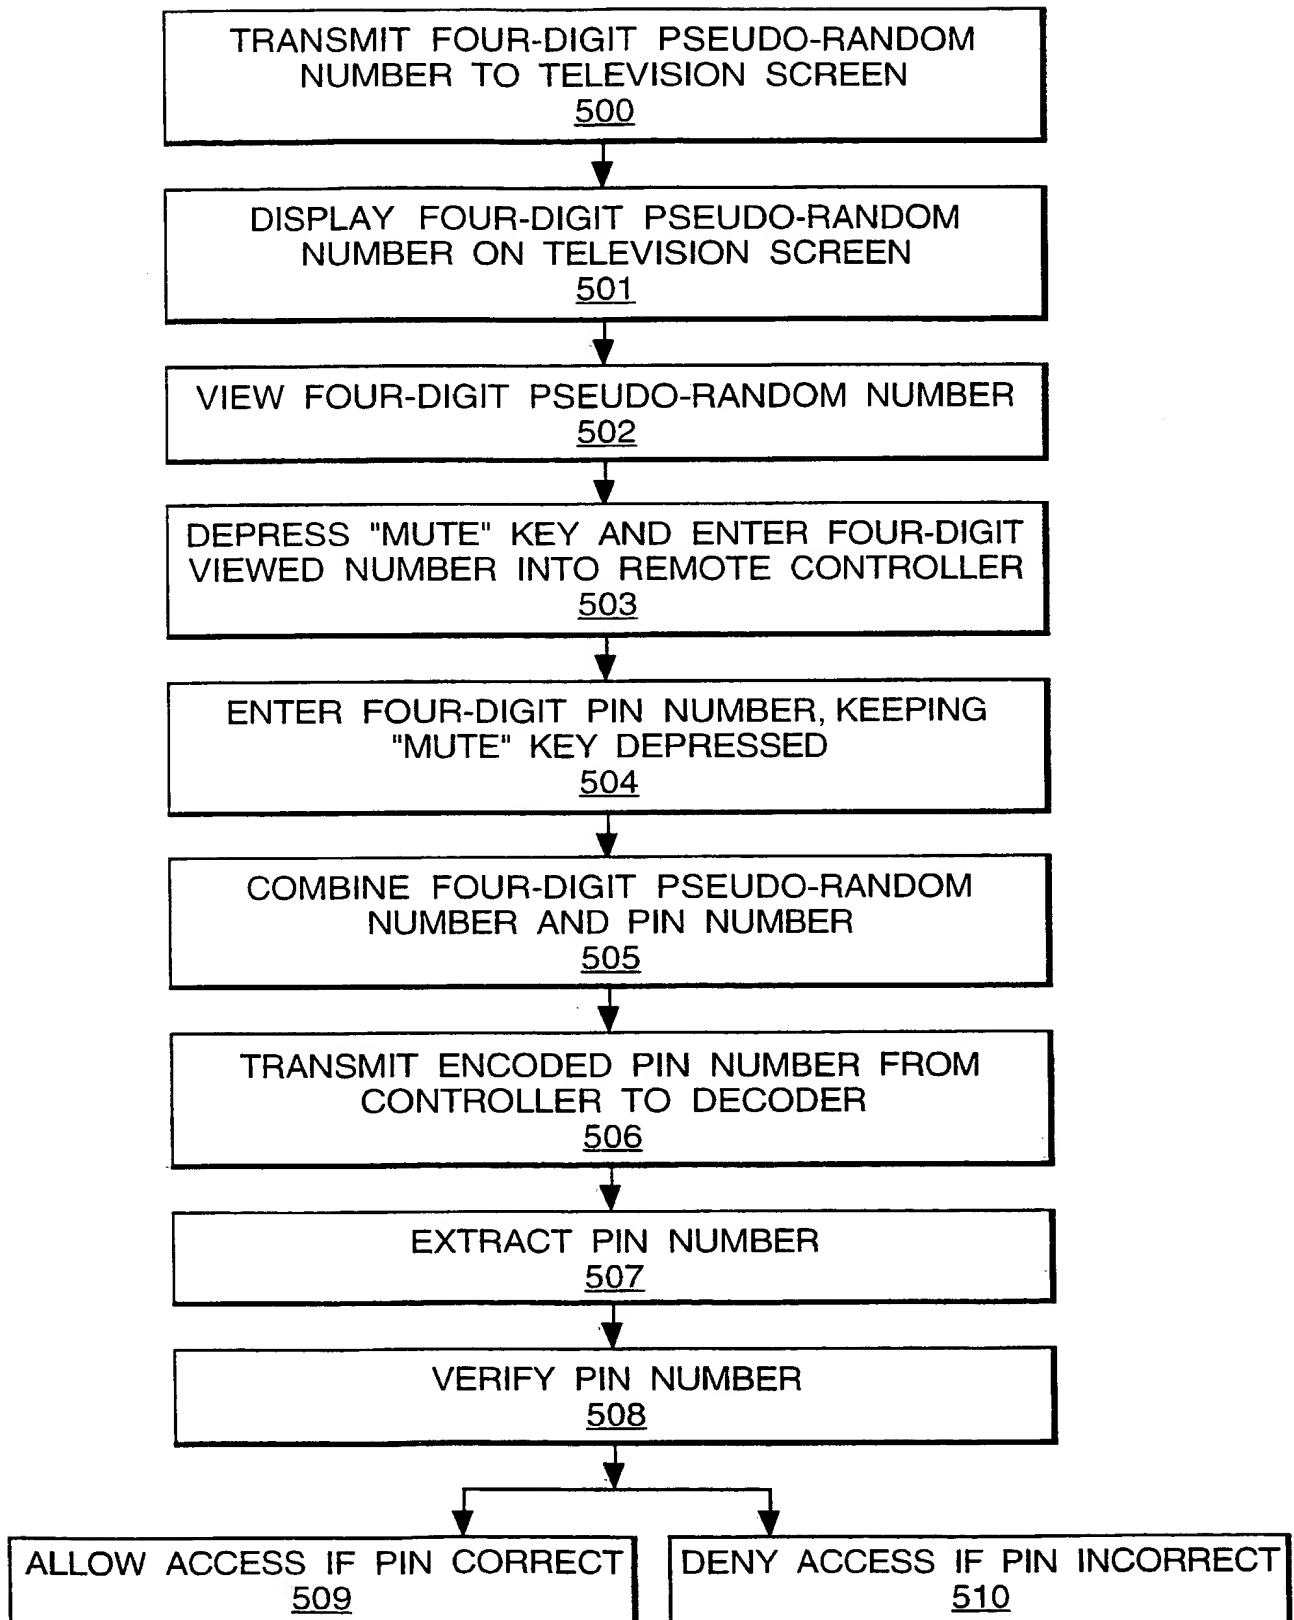 TRANSMIT FOUR-DIGIT PSEUDO-RANDOM
NUMBER TO TELEVISION SCREEN
500
DISPLAY FOUR-DIGIT PSEUDO-RANDOM
NUMBER ON TELEVISION SCREEN
501
VIEW FOUR-DIGIT PSEUDO-RANDOM NUMBER
502
DEPRESS "MUTE" KEY AND ENTER FOUR-DIGIT
VIEWED NUMBER INTO REMOTE CONTROLLER
503
ENTER FOUR-DIGIT PIN NUMBER, KEEPING
"MUTE" KEY DEPRESSED
504
COMBINE FOUR-DIGIT PSEUDO-RANDOM
NUMBER AND PIN NUMBER
505
TRANSMIT ENCODED PIN NUMBER FROM
CONTROLLER TO DECODER
506
EXTRACT PIN NUMBER
507
VERIFY PIN NUMBER
508
ALLOW ACCESS IF PIN CORRECT
509
DENY ACCESS IF PIN INCORRECT
510